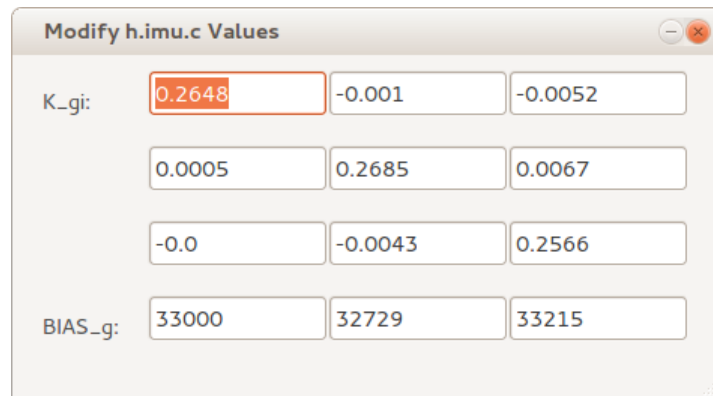 Modify h.imu.c Values
K_gi: 0.2648 -0.001 -0.0052
0.0005 0.2685 0.0067
-0.0 -0.0043 0.2566
BIAS_g: 33000 32729 33215